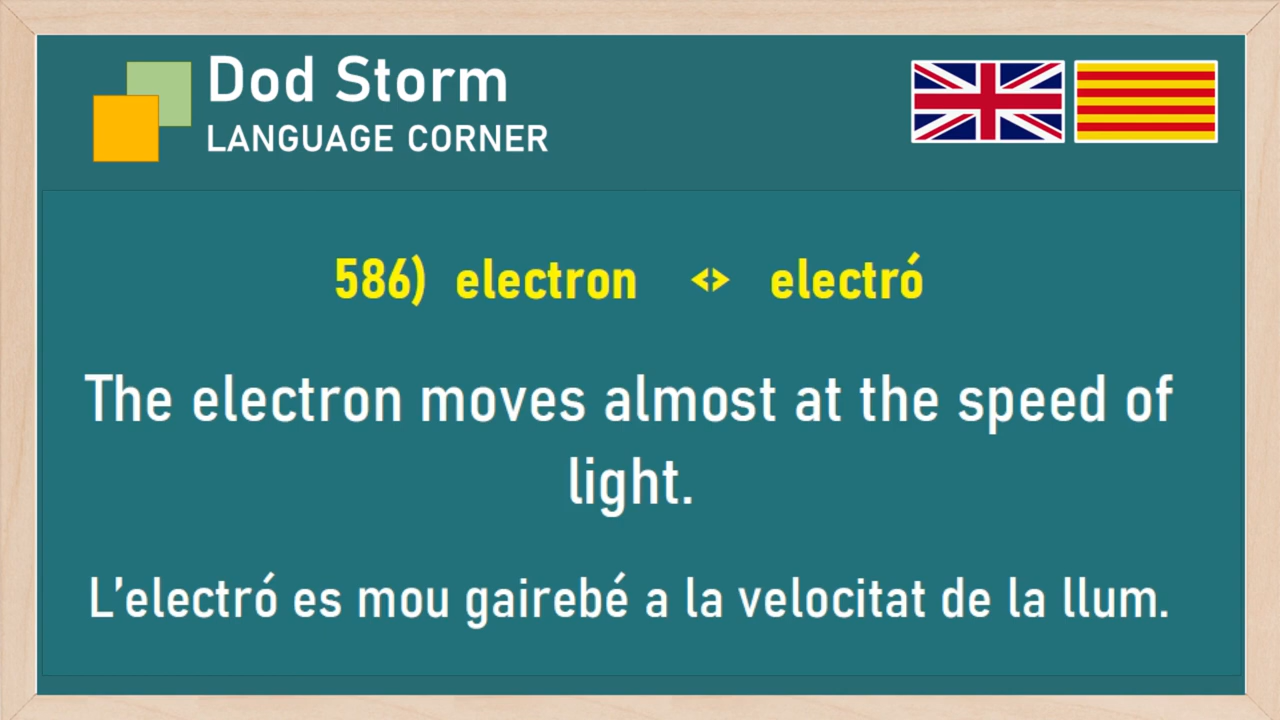 Dod Storm
LANGUAGE CORNER
586) electron <> electró
The electron moves almost at the speed of
light.
L’electró es mou gairebé a la velocitat de la llum.